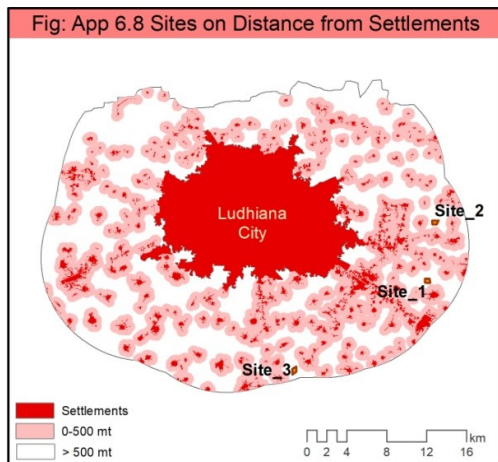 Fig: App 6.8 Sites on Distance from Settlements
Ludhiana
City
Site_2
Site_1
Site_3
Settlements
0-500 mt
> 500 mt
km
0 2 4 8 12 16